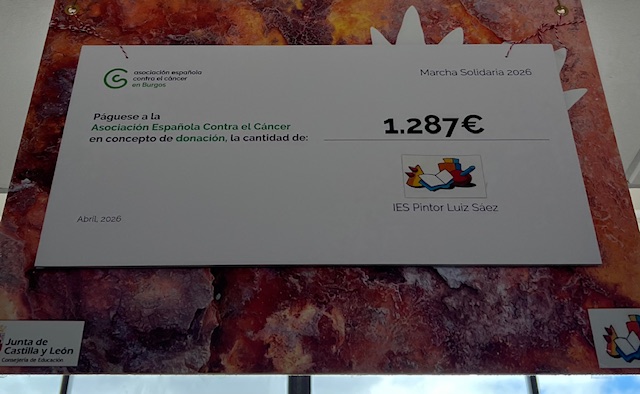 asociación española
contra el cáncer
en Burgos
Marcha Solidaria 2026
Páguese a la
Asociación Española Contra el Cáncer
en concepto de donación, la cantidad de:
1.287€
IES Pintor Luiz Sáez
Abril, 2026
Junta de
Castilla y León
Consejería de Educación